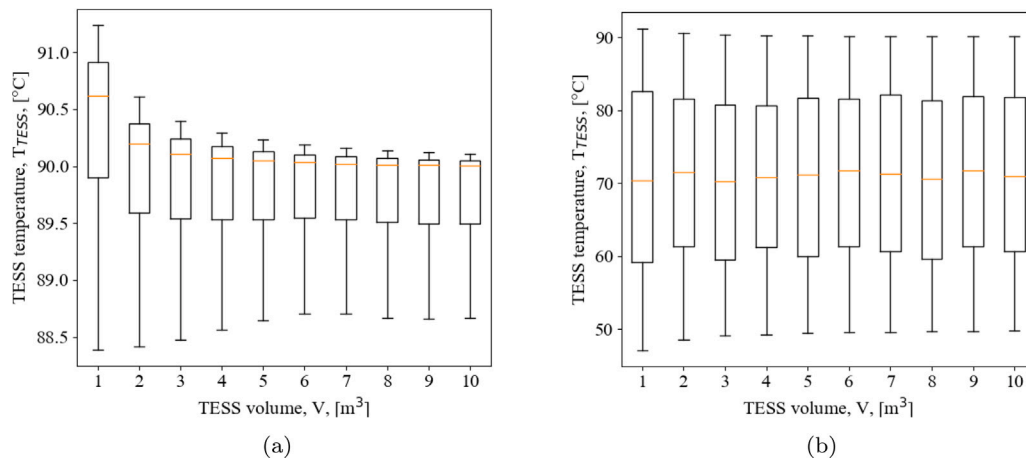 91.0
90.5
90.0
89.5
89.0
88.5
TESS temperature, T_TESS, [°C]
1 2 3 4 5 6 7 8 9 10
TESS volume, V, [m³]
(a)
90
80
70
60
50
TESS temperature, T_TESS, [°C]
1 2 3 4 5 6 7 8 9 10
TESS volume, V, [m³]
(b)